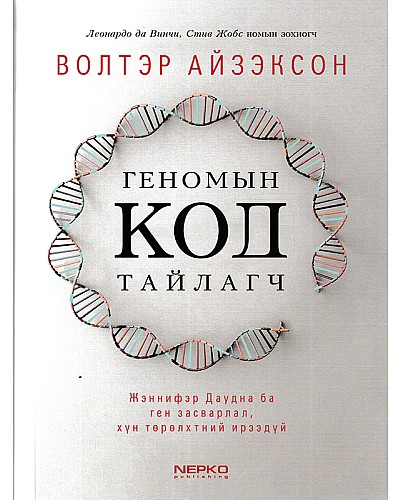 Леонардо да Винчи, Стив Жобс номын зохиогч
ВОЛТЭР АЙЗЭКСОН
ГЕНОМЫН
КОД
ТАЙЛАГЧ
Жэннифэр Даудна ба
ген засварлал,
хүн төрөлхтний ирээдүй
NEPKO
publishing